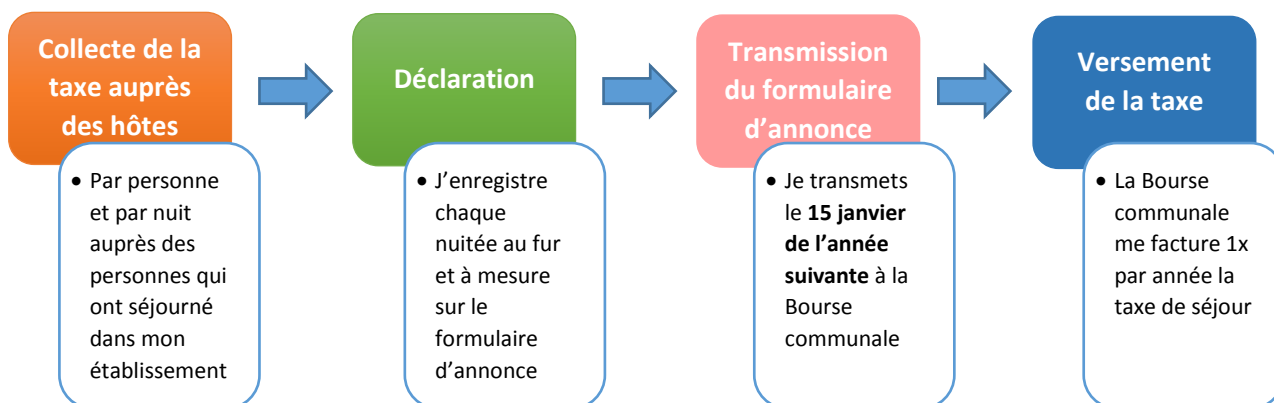 Collecte de la
taxe auprès
des hôtes
• Par personne
et par nuit
auprès des
personnes qui
ont séjourné
dans mon
établissement
Déclaration
• J’enregistre
chaque
nuitée au fur
et à mesure
sur le
formulaire
d’annonce
Transmission
du formulaire
d’annonce
• Je transmets
le 15 janvier
de l’année
suivante à la
Bourse
communale
Versement
de la taxe
• La Bourse
communale
me facture 1x
par année la
taxe de séjour